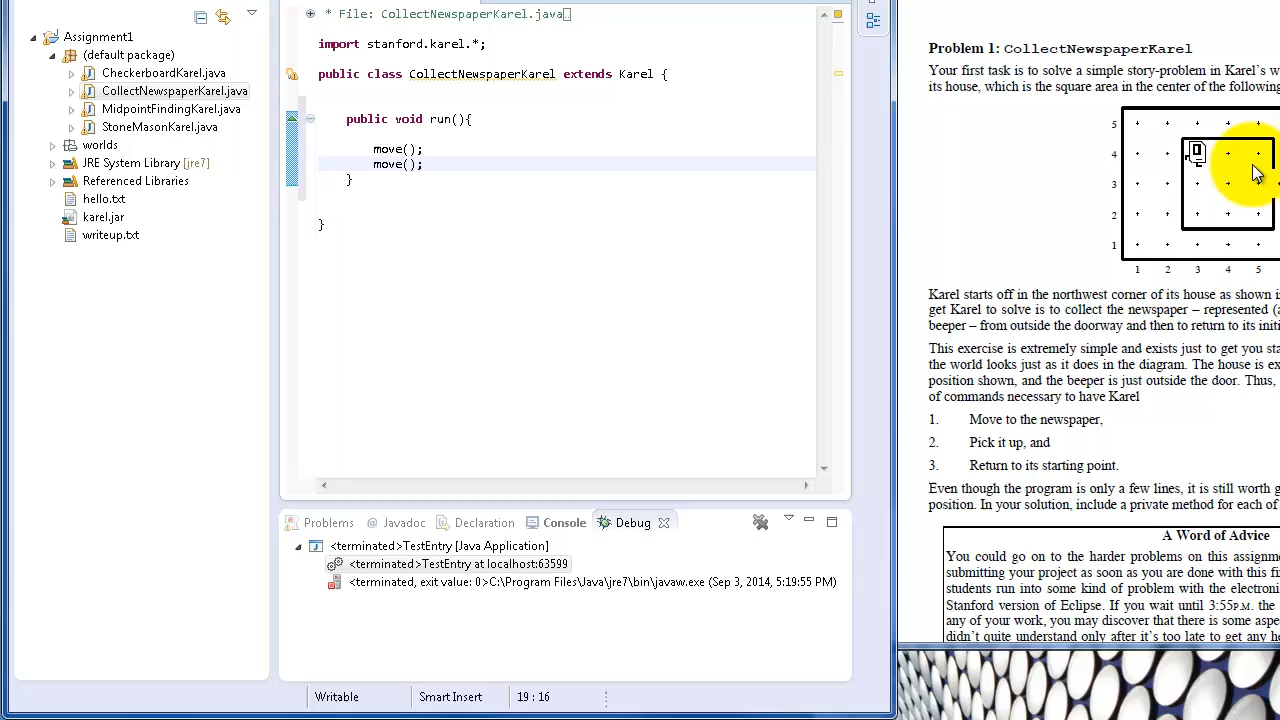 Assignment1
(default package)
CheckerboardKarel.java
CollectNewspaperKarel.java
MidpointFindingKarel.java
StoneMasonKarel.java
worlds
JRE System Library [jre7]
Referenced Libraries
hello.txt
karel.jar
writeup.txt
* File: CollectNewspaperKarel.java
import stanford.karel.*;
public class CollectNewspaperKarel extends Karel {
public void run(){
move();
move();
}
}
Problems @ Javadoc Declaration Console Debug
<terminated>TestEntry [Java Application]
<terminated>TestEntry at localhost:63599
<terminated, exit value: 0>C:\Program Files\Java\jre7\bin\javaw.exe (Sep 3, 2014, 5:19:55 PM)
Writable Smart Insert 19 : 16
Problem 1: CollectNewspaperKarel
Your first task is to solve a simple story-problem in Karel's
its house, which is the square area in the center of the following
5
4
3
2
1
1 2 3 4 5
Karel starts off in the northwest corner of its house as shown
get Karel to solve is to collect the newspaper – represented
beeper – from outside the doorway and then to return to its
This exercise is extremely simple and exists just to get you
the world looks just as it does in the diagram. The house is
position shown, and the beeper is just outside the door. Thus,
of commands necessary to have Karel
1. Move to the newspaper,
2. Pick it up, and
3. Return to its starting point.
Even though the program is only a few lines, it is still worth
position. In your solution, include a private method for each of
A Word of Advice
You could go on to the harder problems on this
submitting your project as soon as you are done with this
students run into some kind of problem with the
Stanford version of Eclipse. If you wait until 3:55P.M. the
any of your work, you may discover that there is some
didn't quite understand only after it's too late to get any